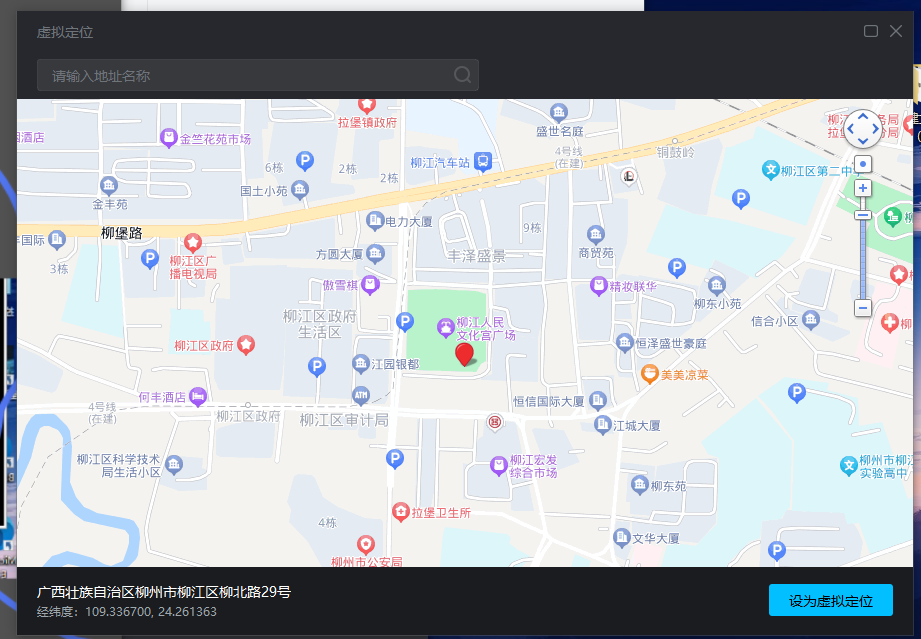 虚拟定位
请输入地址名称
拉堡镇政府
金竺花苑市场
酒店
盛世名庭
4号线
(在建)
铜鼓岭
柳江汽车站
6栋
2栋
2栋
国土小苑
金丰苑
柳江区第二中
柳堡路
电力大厦
9栋
丰泽盛景
商贸苑
国际
3栋
柳江区广
播电视局
方圆大厦
傲雪棋
精妆联华
柳东小苑
柳江区政府
生活区
柳江人民
文化宫广场
信合小区
恒泽盛世豪庭
柳江区政府
江园银都
美美凉菜
何丰酒店
ATM
4号线
(在建)
柳江区政府
柳江区审计局
恒信国际大厦
江城大厦
柳江区科学技术
局生活小区
柳江宏发
综合市场
柳州市柳江
实验高中
柳东苑
4栋
拉堡卫生所
文华大厦
柳州市公安局
广西壮族自治区柳州市柳江区柳北路29号
经纬度：109.336700, 24.261363
设为虚拟定位